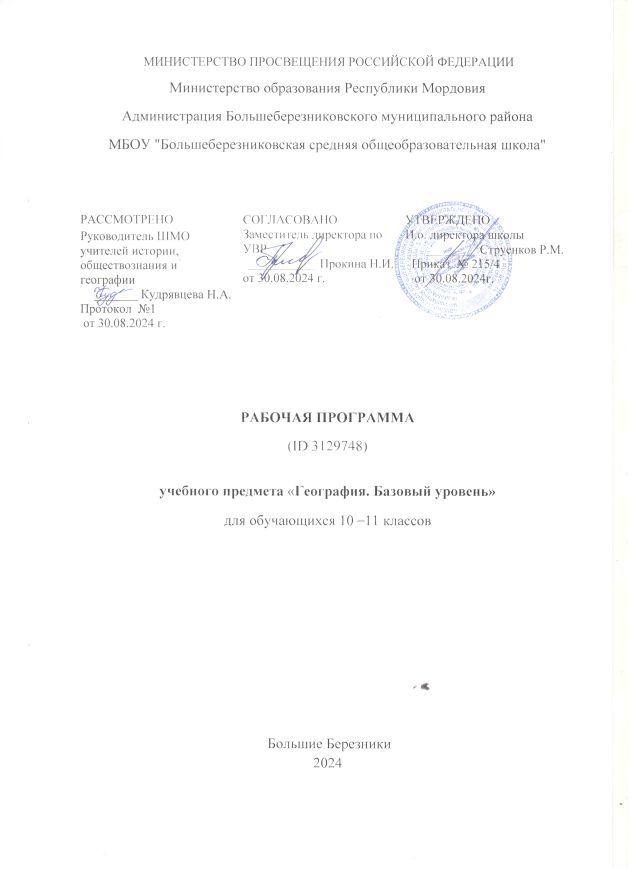 МИНИСТЕРСТВО ПРОСВЕЩЕНИЯ РОССИЙСКОЙ ФЕДЕРАЦИИ
Министерство образования Республики Мордовия
Администрация Большеберезниковского муниципального района
МБОУ "Большеберезниковская средняя общеобразовательная школа"
РАССМОТРЕНО
Руководитель ШМО
учителей истории,
обществознания и
географии
Кудрявцева Н.А.
Протокол №1
от 30.08.2024 г.
СОГЛАСОВАНО
Заместитель директора по
УВР
Прокина Н.И.
от 30.08.2024 г.
УТВЕРЖДЕНО
И.о. директора школы
Струенков Р.М.
Приказ № 215/4
от 30.08.2024г.
РАБОЧАЯ ПРОГРАММА
(ID 3129748)
учебного предмета «География. Базовый уровень»
для обучающихся 10 –11 классов
Большие Березники
2024